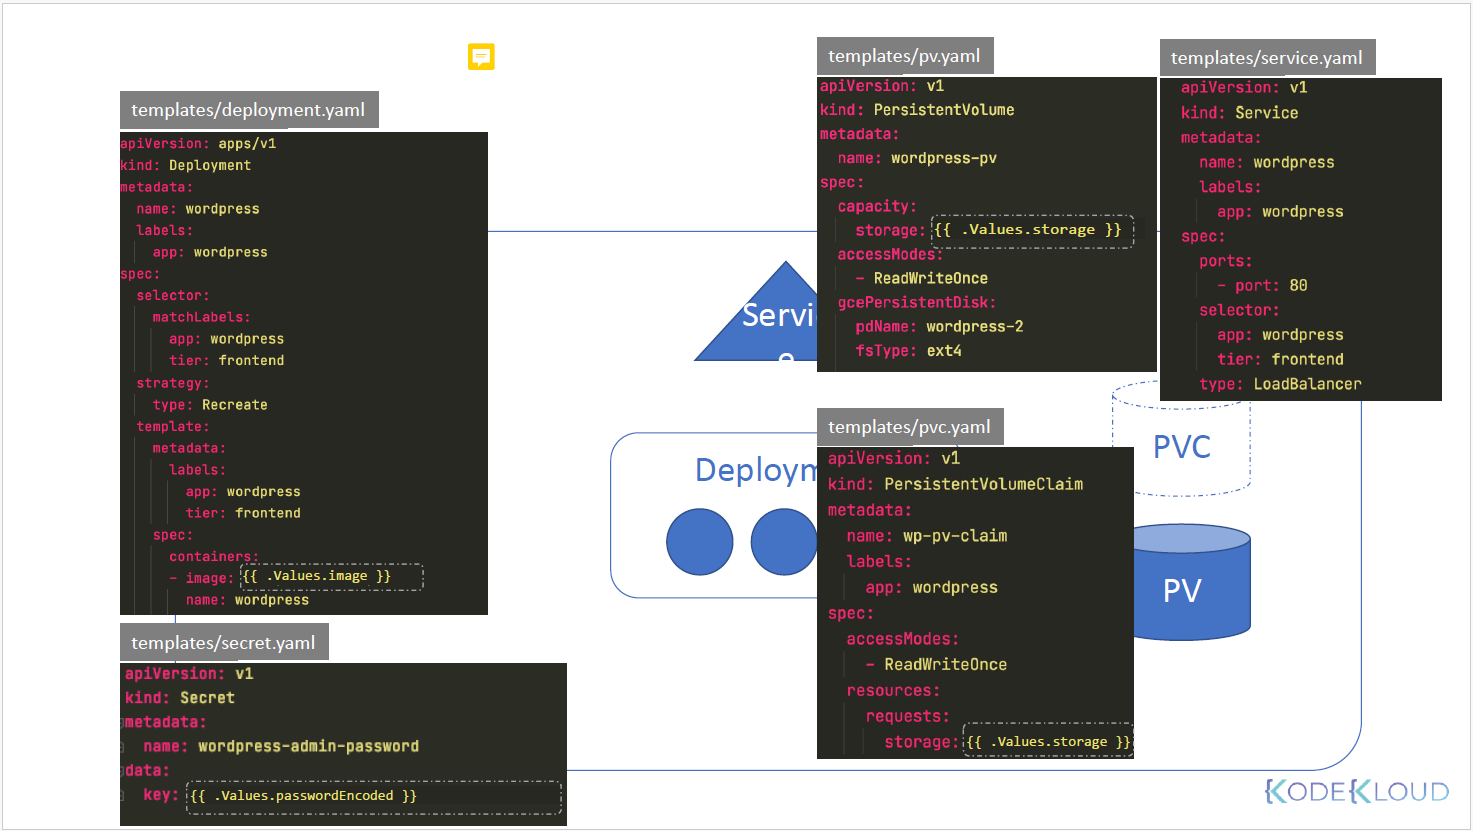 templates/deployment.yaml
apiVersion: apps/v1
kind: Deployment
metadata:
  name: wordpress
  labels:
    app: wordpress
spec:
  selector:
    matchLabels:
      app: wordpress
      tier: frontend
  strategy:
    type: Recreate
  template:
    metadata:
      labels:
        app: wordpress
        tier: frontend
    spec:
      containers:
      - image: {{ .Values.image }}
        name: wordpress
templates/secret.yaml
apiVersion: v1
kind: Secret
metadata:
  name: wordpress-admin-password
data:
  key: {{ .Values.passwordEncoded }}
templates/pv.yaml
apiVersion: v1
kind: PersistentVolume
metadata:
  name: wordpress-pv
spec:
  capacity:
    storage: {{ .Values.storage }}
  accessModes:
    - ReadWriteOnce
  gcePersistentDisk:
    pdName: wordpress-2
    fsType: ext4
templates/service.yaml
apiVersion: v1
kind: Service
metadata:
  name: wordpress
  labels:
    app: wordpress
spec:
  ports:
    - port: 80
  selector:
    app: wordpress
    tier: frontend
  type: LoadBalancer
templates/pvc.yaml
apiVersion: v1
kind: PersistentVolumeClaim
metadata:
  name: wp-pv-claim
  labels:
    app: wordpress
spec:
  accessModes:
    - ReadWriteOnce
  resources:
    requests:
      storage: {{ .Values.storage }}
Servi
e
Deploym
PVC
PV
KODEKLOUD